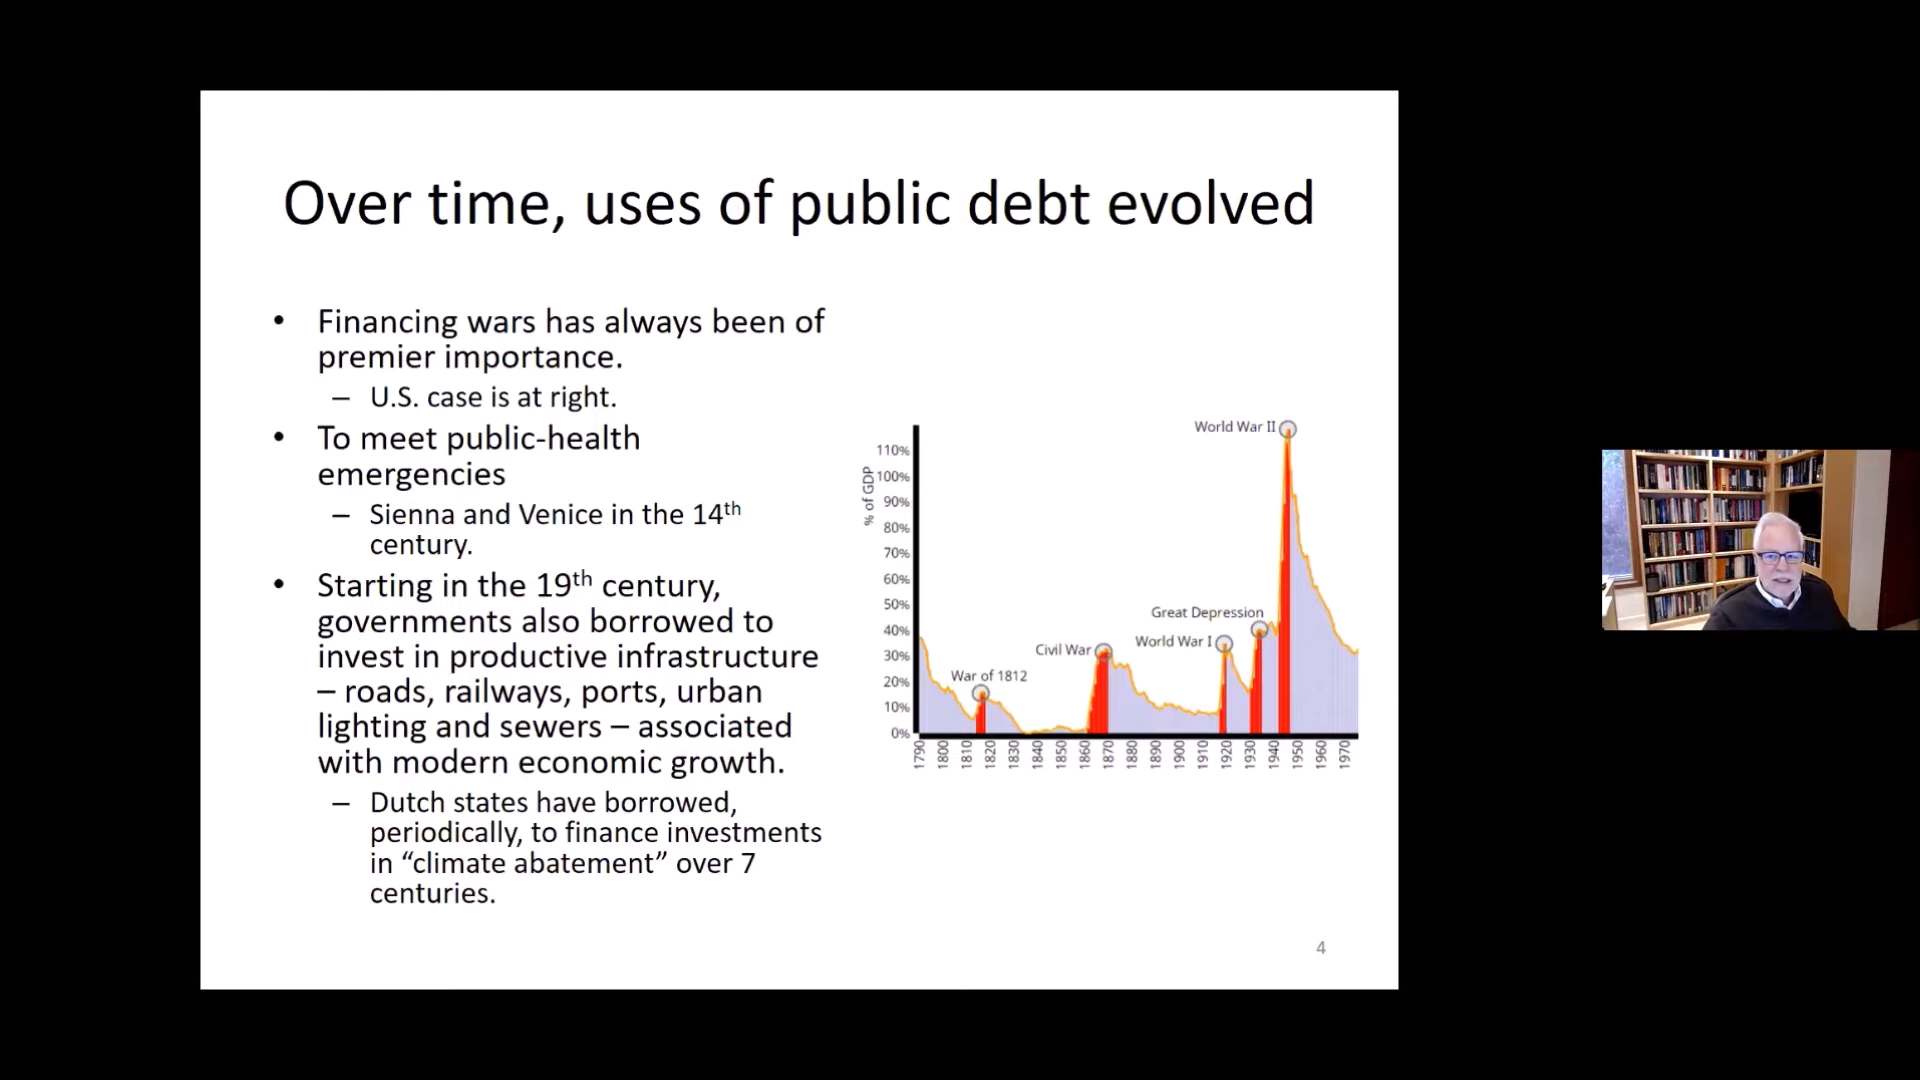 Over time, uses of public debt evolved
• Financing wars has always been of
premier importance.
– U.S. case is at right.
• To meet public-health
emergencies
– Sienna and Venice in the 14th
century.
• Starting in the 19th century,
governments also borrowed to
invest in productive infrastructure
– roads, railways, ports, urban
lighting and sewers – associated
with modern economic growth.
– Dutch states have borrowed,
periodically, to finance investments
in “climate abatement” over 7
centuries.
% of GDP
110%
100%
90%
80%
70%
60%
50%
40%
30%
20%
10%
0%
World War II
Great Depression
World War I
Civil War
War of 1812
1790 1800 1810 1820 1830 1840 1850 1860 1870 1880 1890 1900 1910 1920 1930 1940 1950 1960 1970
4